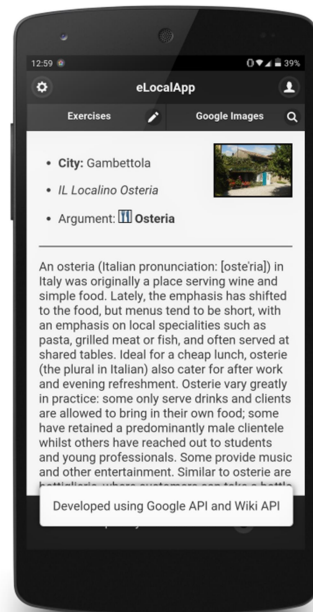 12:59 39%
eLocalApp
Exercises Google Images
City: Gambettola
IL Localino Osteria
Argument: Osteria
An osteria (Italian pronunciation: [oste'ria]) in
Italy was originally a place serving wine and
simple food. Lately, the emphasis has shifted
to the food, but menus tend to be short, with
an emphasis on local specialities such as
pasta, grilled meat or fish, and often served at
shared tables. Ideal for a cheap lunch, osterie
(the plural in Italian) also cater for after work
and evening refreshment. Osterie vary greatly
in practice: some only serve drinks and clients
are allowed to bring in their own food; some
have retained a predominantly male clientele
whilst others have reached out to students
and young professionals. Some provide music
and other entertainment. Similar to osterie are
Developed using Google API and Wiki API